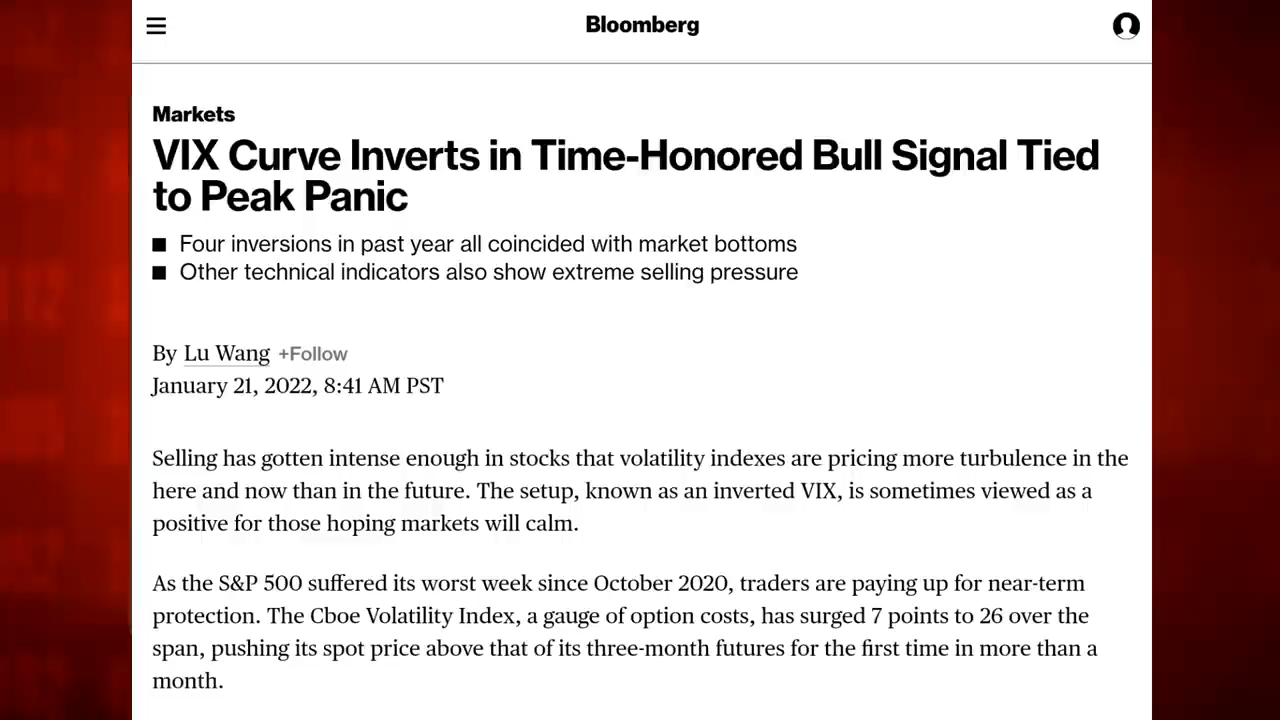 Bloomberg
Markets
VIX Curve Inverts in Time-Honored Bull Signal Tied
to Peak Panic
Four inversions in past year all coincided with market bottoms
Other technical indicators also show extreme selling pressure
By Lu Wang +Follow
January 21, 2022, 8:41 AM PST
Selling has gotten intense enough in stocks that volatility indexes are pricing more turbulence in the
here and now than in the future. The setup, known as an inverted VIX, is sometimes viewed as a
positive for those hoping markets will calm.
As the S&P 500 suffered its worst week since October 2020, traders are paying up for near-term
protection. The Cboe Volatility Index, a gauge of option costs, has surged 7 points to 26 over the
span, pushing its spot price above that of its three-month futures for the first time in more than a
month.